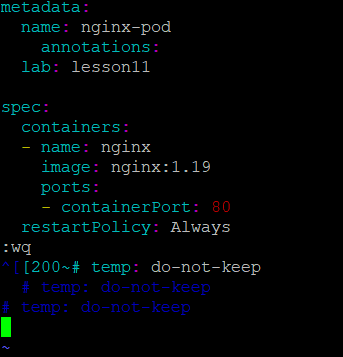 metadata:
  name: nginx-pod
    annotations:
  lab: lesson11

spec:
  containers:
  - name: nginx
    image: nginx:1.19
    ports:
    - containerPort: 80
  restartPolicy: Always
:wq
^[[200~# temp: do-not-keep
  # temp: do-not-keep
# temp: do-not-keep
~